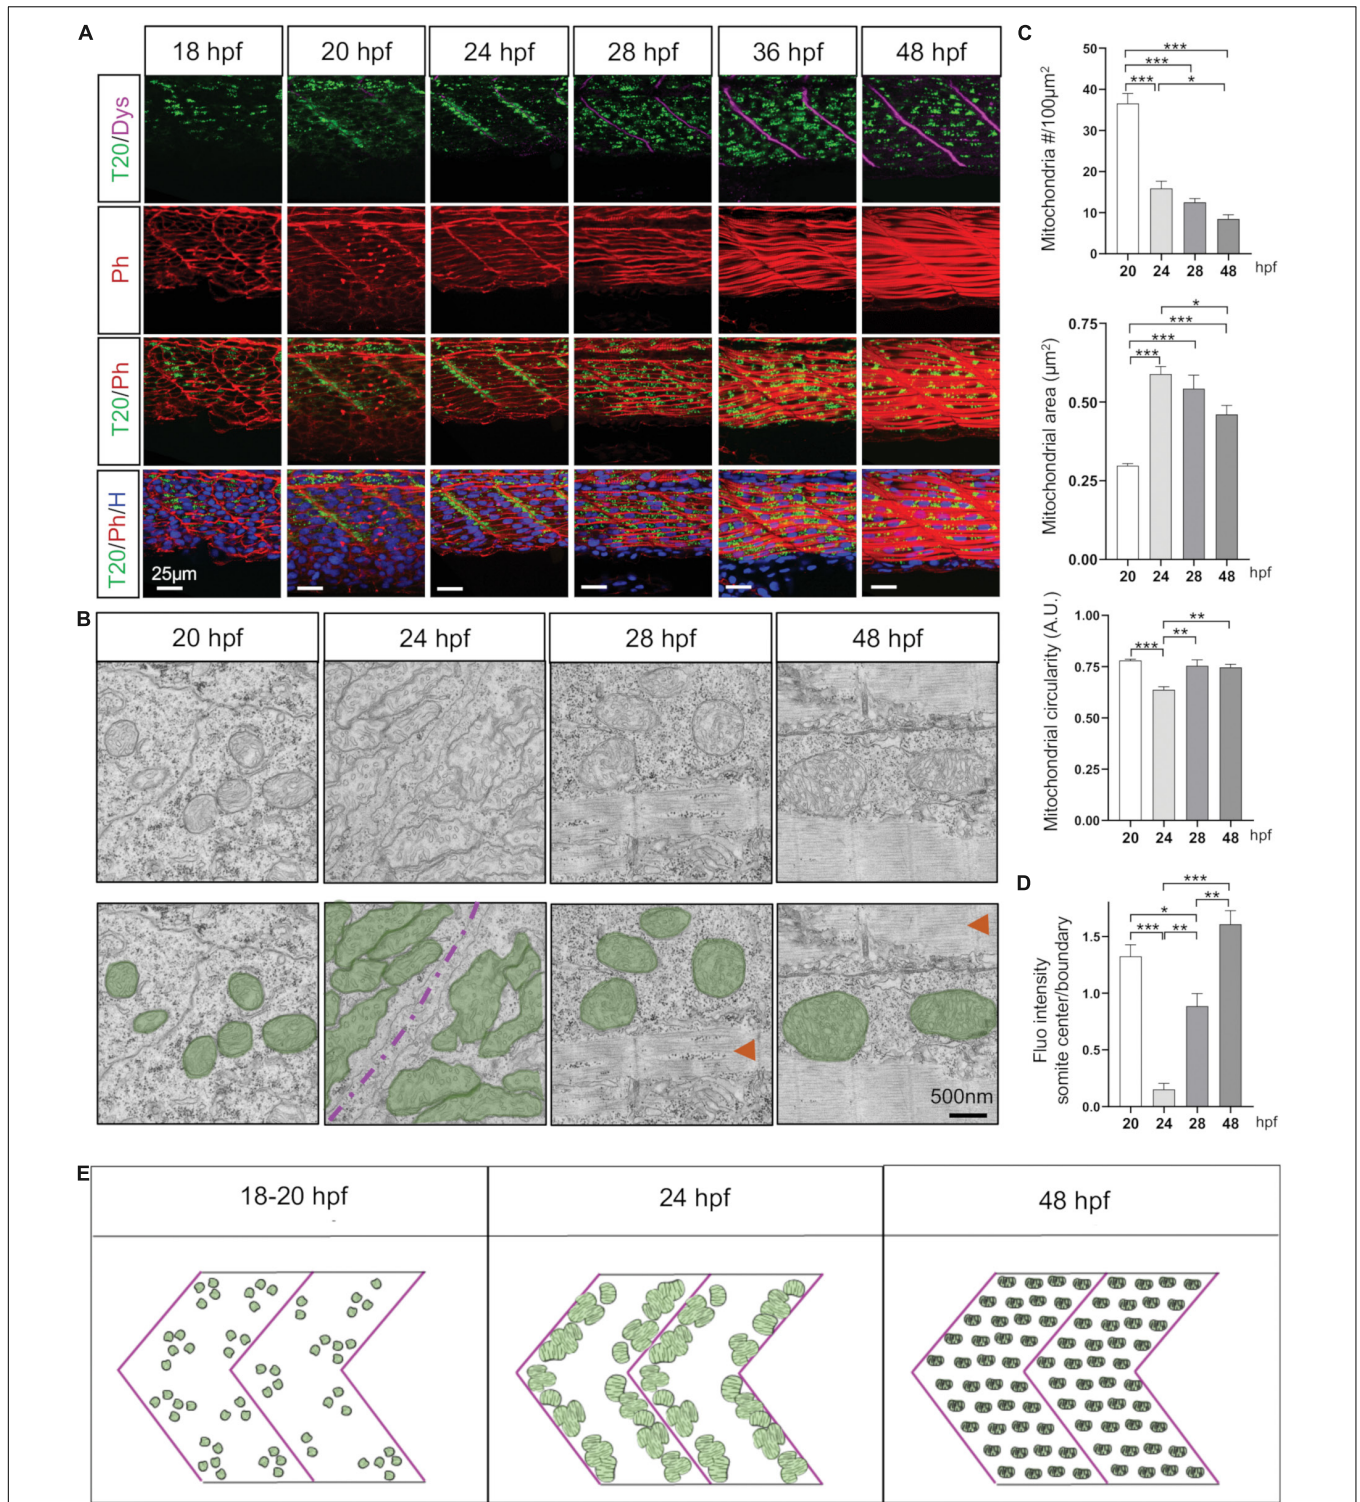 A
18 hpf
20 hpf
24 hpf
28 hpf
36 hpf
48 hpf
T20/Dys
Ph
T20/Ph
T20/Ph/H
25µm
B
20 hpf
24 hpf
28 hpf
48 hpf
500nm
C
Mitochondria #/100µm²
50
40
30
20
10
0
***
***
*** *
20 24 28 48 hpf
Mitochondrial area (µm²)
0.75
0.50
0.25
0.00
*
***
***
***
20 24 28 48 hpf
Mitochondrial circularity (A.U.)
1.00
0.75
0.50
0.25
0.00
**
*** **
20 24 28 48 hpf
D
Fluo intensity
somite center/boundary
1.5
1.0
0.5
0.0
***
**
*
*** **
20 24 28 48 hpf
E
18-20 hpf
24 hpf
48 hpf